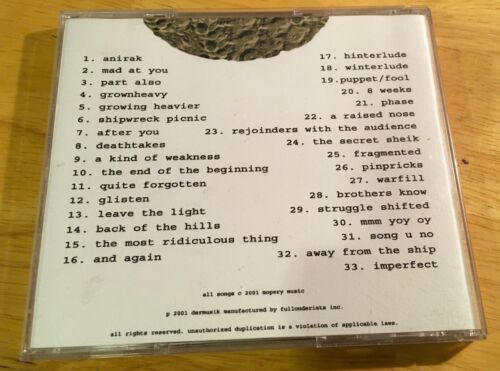 1. anirak
2. mad at you
3. part also
4. grownheavy
5. growing heavier
6. shipwreck picnic
7. after you
8. deathtakes
9. a kind of weakness
10. the end of the beginning
11. quite forgotten
12. glisten
13. leave the light
14. back of the hills
15. the most ridiculous thing
16. and again
17. hinterlude
18. winterlude
19.puppet/fool
20. 8 weeks
21. phase
22. a raised nose
23. rejoinders with the audience
24. the secret sheik
25. fragmented
26. pinpricks
27. warfill
28. brothers know
29. struggle shifted
30. mmm yoy oy
31. song u no
32. away from the ship
33. imperfect
all songs c 2001 mopery music
p 2001 dermusik manufactured by fullonderists inc.
all rights reserved. unauthorized duplication is a violation of applicable laws.